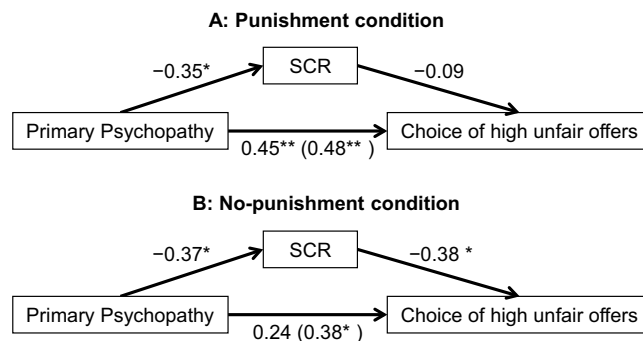 A: Punishment condition
−0.35*
SCR
−0.09
Primary Psychopathy
Choice of high unfair offers
0.45** (0.48** )
B: No-punishment condition
−0.37*
SCR
−0.38 *
Primary Psychopathy
Choice of high unfair offers
0.24 (0.38* )